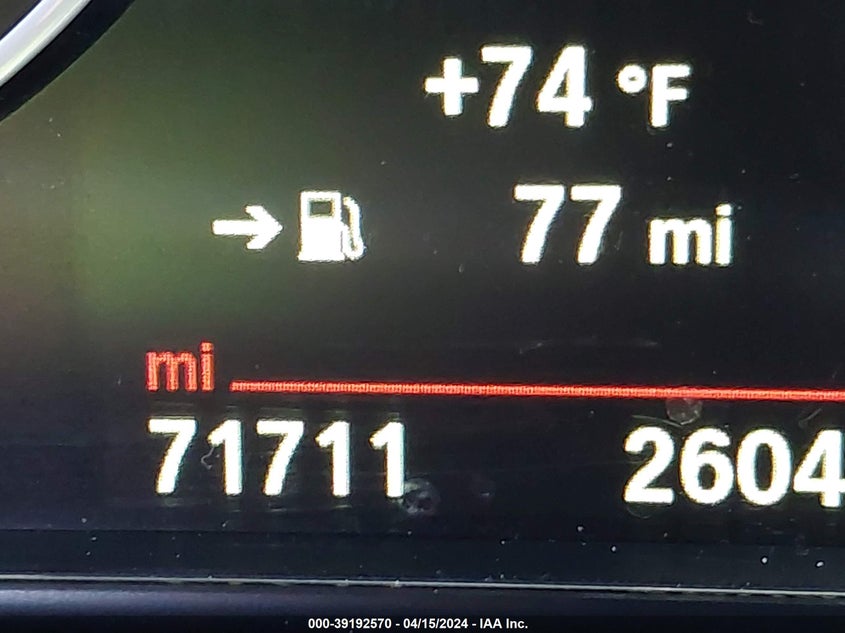 +74 °F
→ 77 mi
mi
71711 2604
000-39192570 - 04/15/2024 - IAA Inc.